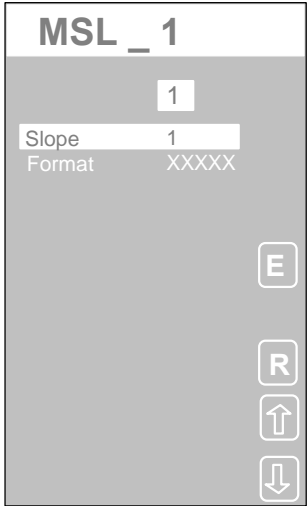 MSL _ 1
1
Slope 1
Format XXXXX
E
R